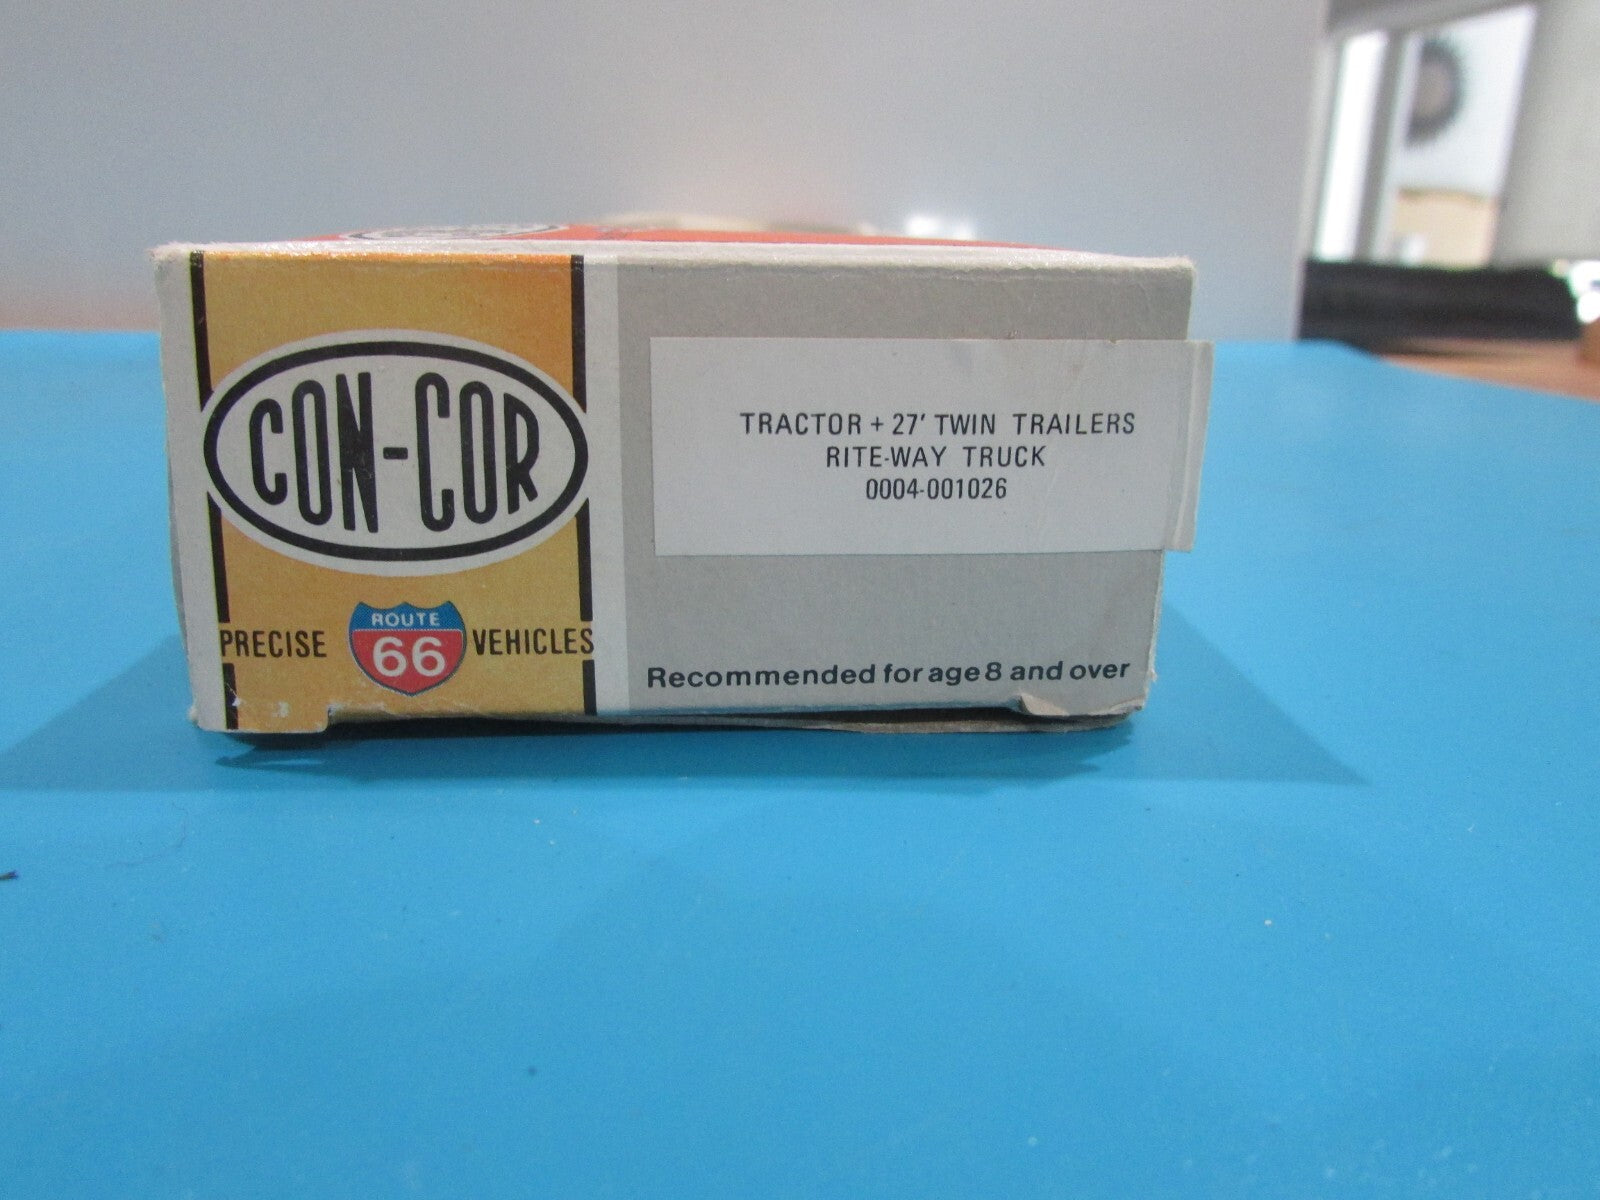 CON-COR
PRECISE ROUTE 66 VEHICLES
TRACTOR + 27' TWIN TRAILERS
RITE-WAY TRUCK
0004-001026
Recommended for age 8 and over